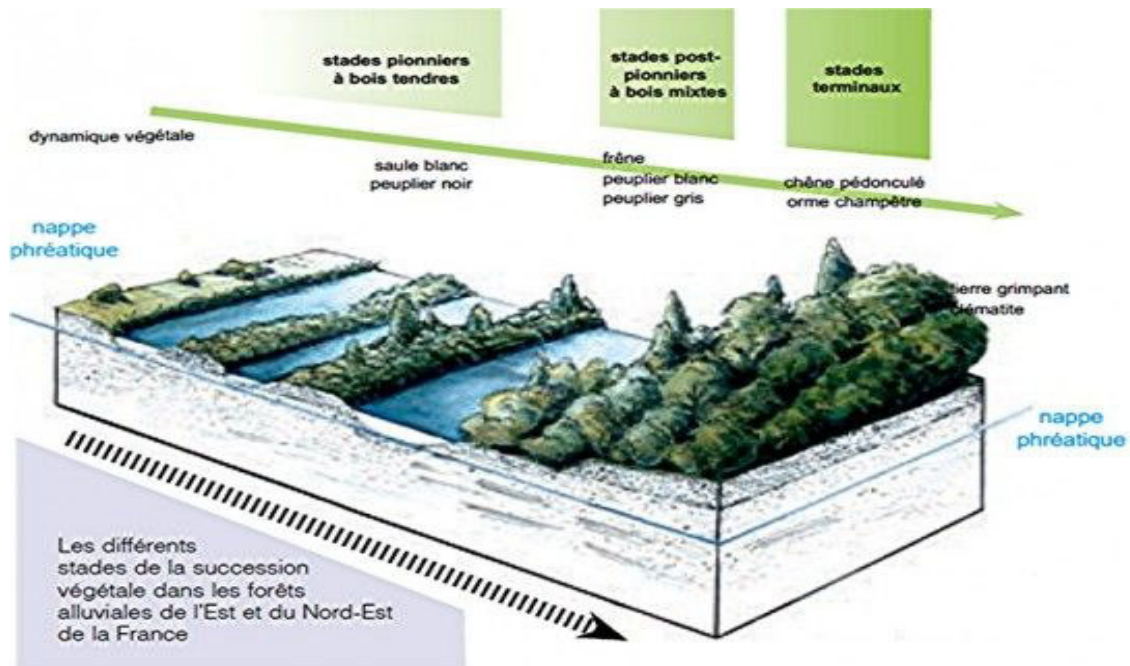 stades pionniers
à bois tendres
stades post-
pionniers
à bois mixtes
stades
terminaux
dynamique végétale
saule blanc
peuplier noir
frêne
peuplier blanc
peuplier gris
chêne pédonculé
orme champêtre
nappe
phréatique
lierre grimpant
clématite
nappe
phréatique
Les différents
stades de la succession
végétale dans les forêts
alluviales de l'Est et du Nord-Est
de la France